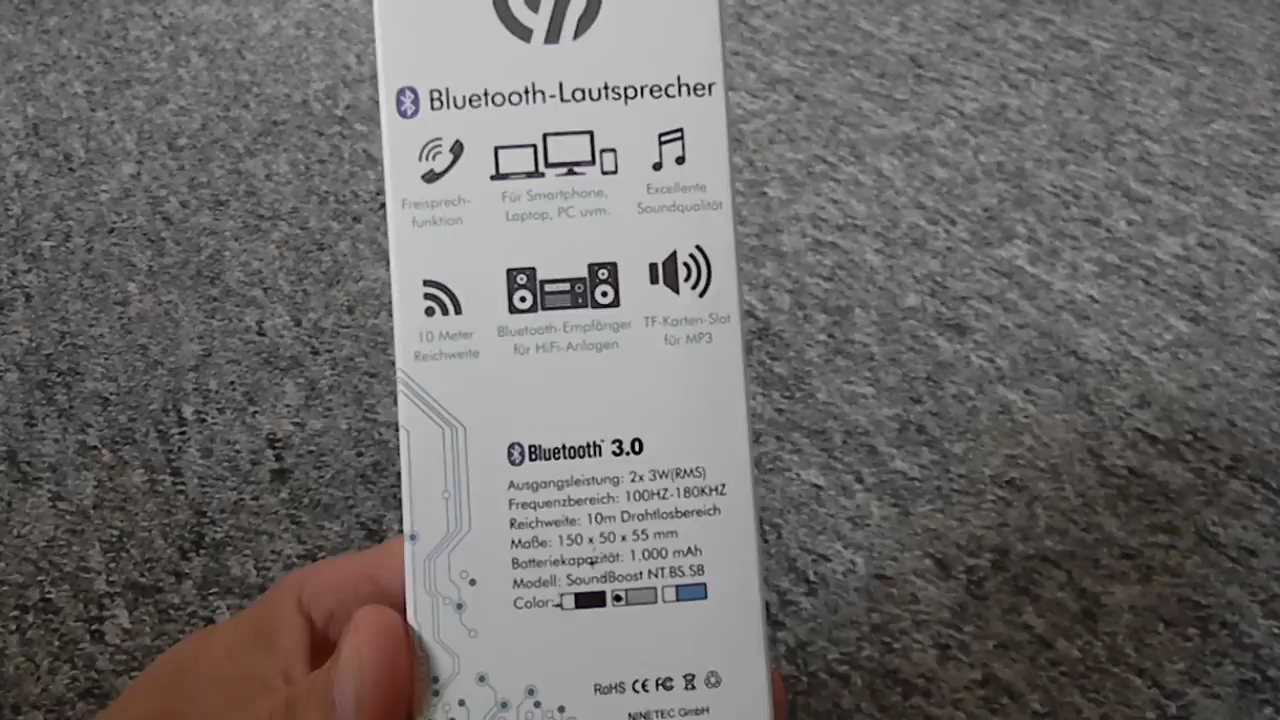 Bluetooth-Lautsprecher
Freisprech-
funktion
Für Smartphone,
Laptop, PC uvm.
Excellente
Soundqualität
10 Meter
Reichweite
Bluetooth-Empfänger
für HiFi-Anlagen
TF-Karten-Slot
für MP3
Bluetooth™ 3.0
Ausgangsleistung: 2x 3W(RMS)
Frequenzbereich: 100HZ-180KHZ
Reichweite: 10m Drahtlosbereich
Maße: 150 x 50 x 55 mm
Batteriekapazität: 1.000 mAh
Modell: SoundBoost NT.BS.SB
Color:
RoHS CE FC
NINETEC GmbH